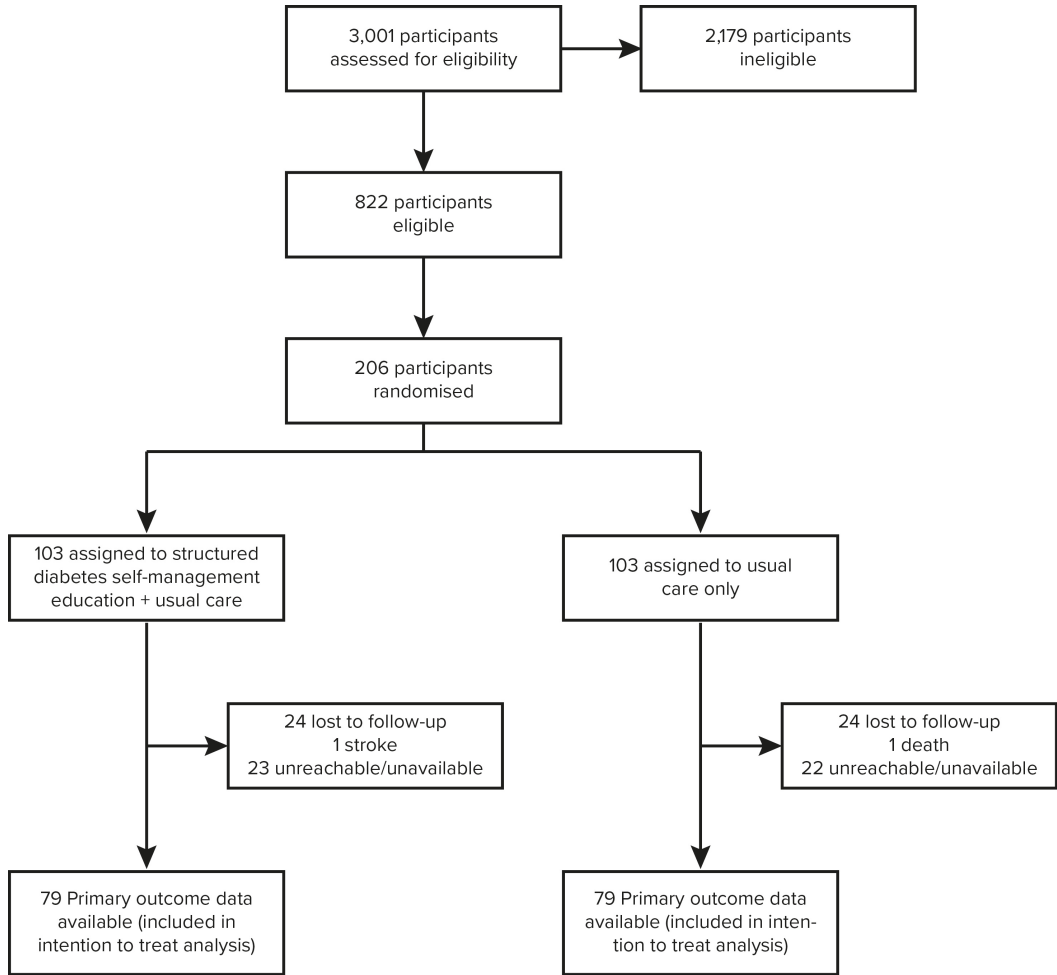 3,001 participants
assessed for eligibility
2,179 participants
ineligible
822 participants
eligible
206 participants
randomised
103 assigned to structured
diabetes self-management
education + usual care
103 assigned to usual
care only
24 lost to follow-up
1 stroke
23 unreachable/unavailable
24 lost to follow-up
1 death
22 unreachable/unavailable
79 Primary outcome data
available (included in
intention to treat analysis)
79 Primary outcome data
available (included in inten-
tion to treat analysis)